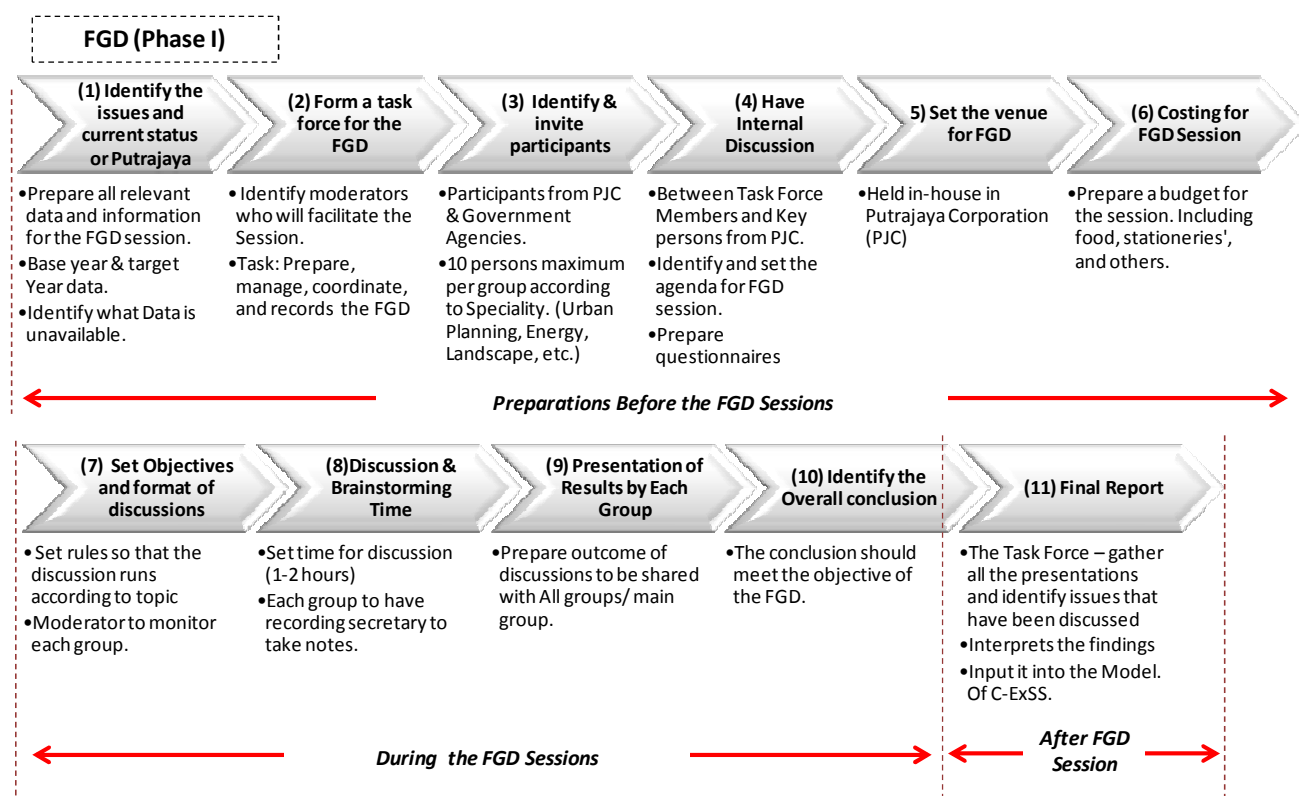 FGD (Phase I)
(1) Identify the
issues and
current status
or Putrajaya
•Prepare all relevant
data and information
for the FGD session.
•Base year & target
Year data.
•Identify what Data is
unavailable.
(2) Form a task
force for the
FGD
• Identify moderators
who will facilitate the
Session.
•Task: Prepare,
manage, coordinate,
and records the FGD
(3) Identify &
invite
participants
•Participants from PJC
& Government
Agencies.
•10 persons maximum
per group according
to Speciality. (Urban
Planning, Energy,
Landscape, etc.)
(4) Have
Internal
Discussion
•Between Task Force
Members and Key
persons from PJC.
•Identify and set the
agenda for FGD
session.
•Prepare
questionnaires
5) Set the venue
for FGD
•Held in-house in
Putrajaya Corporation
(PJC)
(6) Costing for
FGD Session
•Prepare a budget for
the session. Including
food, stationeries',
and others.
Preparations Before the FGD Sessions
(7) Set Objectives
and format of
discussions
• Set rules so that the
discussion runs
according to topic
•Moderator to monitor
each group.
(8)Discussion &
Brainstorming
Time
•Set time for discussion
(1-2 hours)
•Each group to have
recording secretary to
take notes.
(9) Presentation of
Results by Each
Group
•Prepare outcome of
discussions to be shared
with All groups/ main
group.
(10) Identify the
Overall conclusion
•The conclusion should
meet the objective of
the FGD.
(11) Final Report
•The Task Force – gather
all the presentations
and identify issues that
have been discussed
•Interprets the findings
•Input it into the Model.
Of C-ExSS.
During the FGD Sessions
After FGD
Session